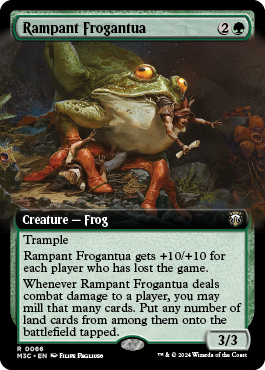 Rampant Frogantua 2
Creature — Frog
Trample
Rampant Frogantua gets +10/+10 for
each player who has lost the game.
Whenever Rampant Frogantua deals
combat damage to a player, you may
mill that many cards. Put any number of
land cards from among them onto the
battlefield tapped.
3/3
R 0066
M3C • EN Filipe Pagliuso
™ & © 2024 Wizards of the Coast